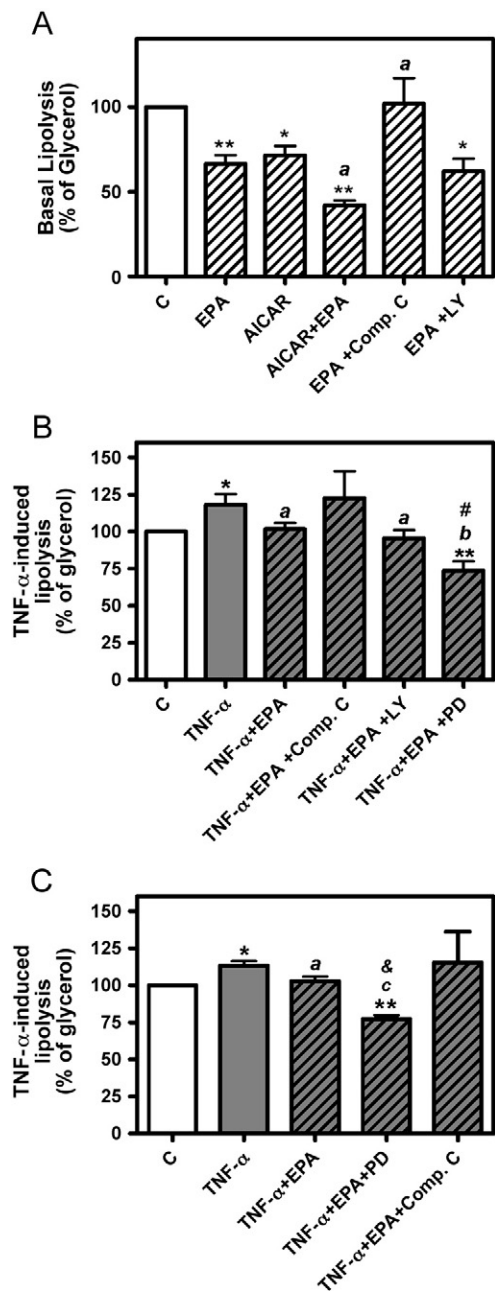 A
Basal Lipolysis
(% of Glycerol)
100
50
0
**
*
a
**
a
*
C
EPA
AICAR
AICAR+EPA
EPA +Comp. C
EPA +LY
B
TNF-α-induced
lipolysis
(% of glycerol)
150
125
100
75
50
25
0
*
a
a
#
b
**
C
TNF-α
TNF-α+EPA
TNF-α+EPA +Comp. C
TNF-α+EPA +LY
TNF-α+EPA +PD
C
TNF-α-induced
lipolysis
(% of glycerol)
150
125
100
75
50
25
0
*
a
&
c
**
C
TNF-α
TNF-α+EPA
TNF-α+EPA+PD
TNF-α+EPA+Comp. C